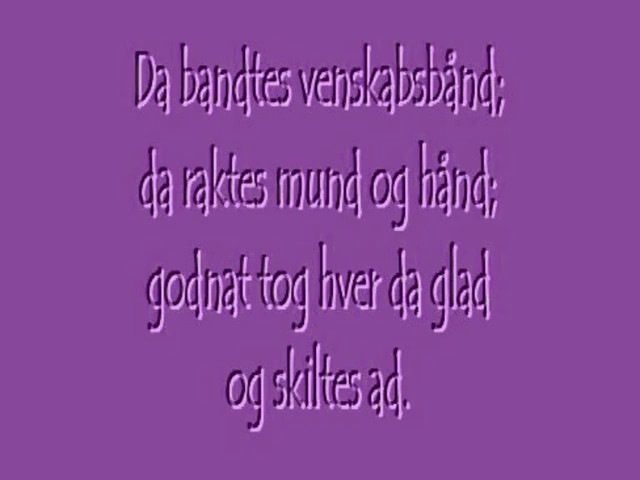 Da bandtes venskabsbånd;
da raktes mund og hånd;
godnat tog hver da glad
og skiltes ad.